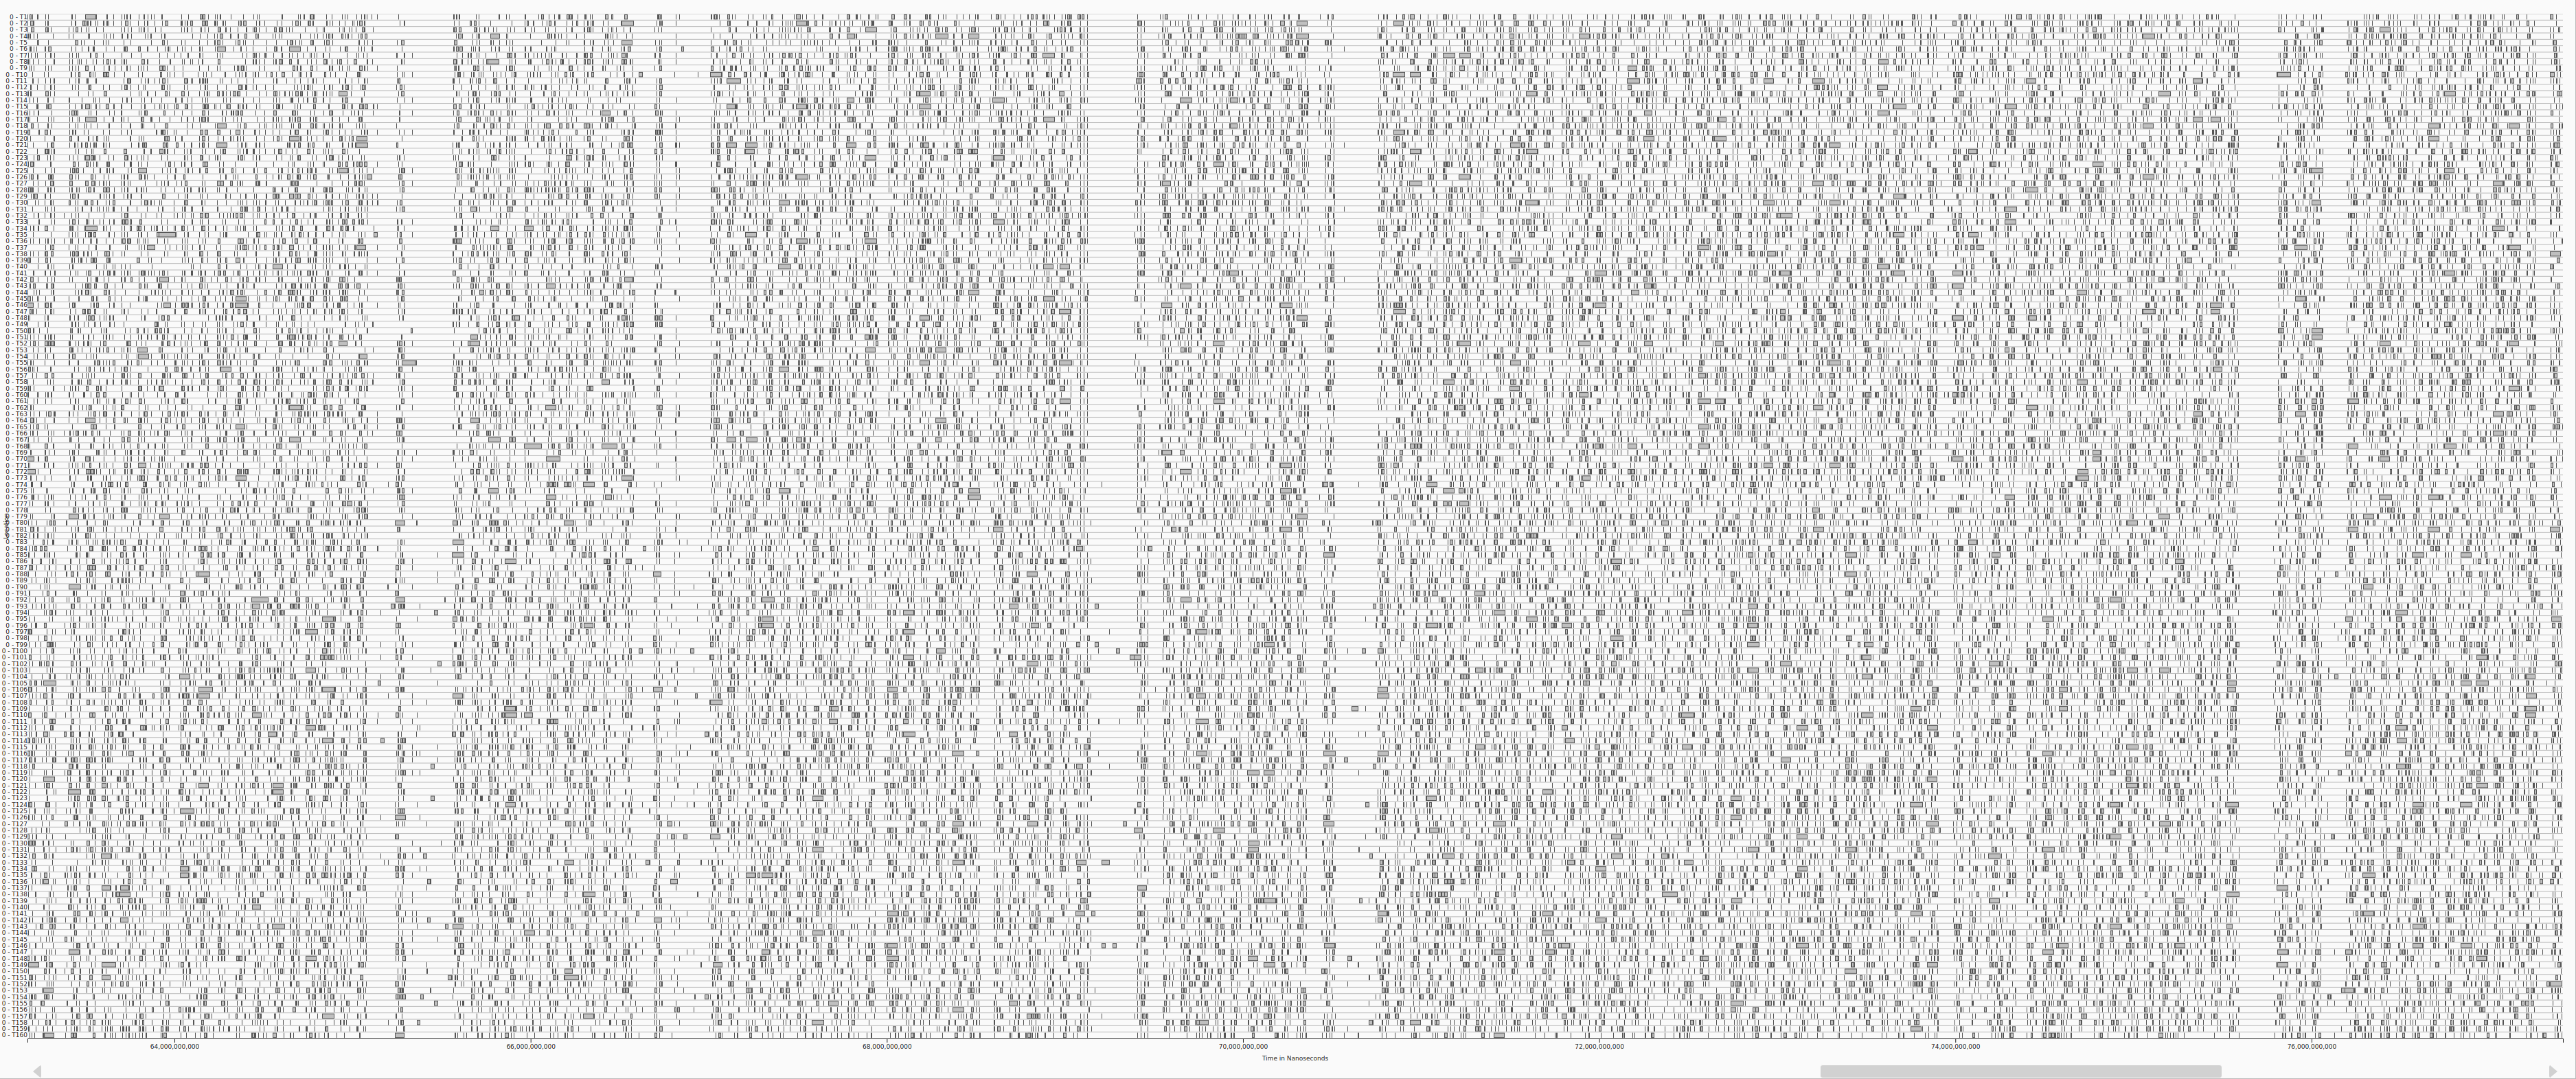 0 - T1
0 - T2
0 - T3
0 - T4
0 - T5
0 - T6
0 - T7
0 - T8
0 - T9
0 - T10
0 - T11
0 - T12
0 - T13
0 - T14
0 - T15
0 - T16
0 - T17
0 - T18
0 - T19
0 - T20
0 - T21
0 - T22
0 - T23
0 - T24
0 - T25
0 - T26
0 - T27
0 - T28
0 - T29
0 - T30
0 - T31
0 - T32
0 - T33
0 - T34
0 - T35
0 - T36
0 - T37
0 - T38
0 - T39
0 - T40
0 - T41
0 - T42
0 - T43
0 - T44
0 - T45
0 - T46
0 - T47
0 - T48
0 - T49
0 - T50
0 - T51
0 - T52
0 - T53
0 - T54
0 - T55
0 - T56
0 - T57
0 - T58
0 - T59
0 - T60
0 - T61
0 - T62
0 - T63
0 - T64
0 - T65
0 - T66
0 - T67
0 - T68
0 - T69
0 - T70
0 - T71
0 - T72
0 - T73
0 - T74
0 - T75
0 - T76
0 - T77
0 - T78
0 - T79
0 - T80
0 - T81
0 - T82
0 - T83
0 - T84
0 - T85
0 - T86
0 - T87
0 - T88
0 - T89
0 - T90
0 - T91
0 - T92
0 - T93
0 - T94
0 - T95
0 - T96
0 - T97
0 - T98
0 - T99
0 - T100
0 - T101
0 - T102
0 - T103
0 - T104
0 - T105
0 - T106
0 - T107
0 - T108
0 - T109
0 - T110
0 - T111
0 - T112
0 - T113
0 - T114
0 - T115
0 - T116
0 - T117
0 - T118
0 - T119
0 - T120
0 - T121
0 - T122
0 - T123
0 - T124
0 - T125
0 - T126
0 - T127
0 - T128
0 - T129
0 - T130
0 - T131
0 - T132
0 - T133
0 - T134
0 - T135
0 - T136
0 - T137
0 - T138
0 - T139
0 - T140
0 - T141
0 - T142
0 - T143
0 - T144
0 - T145
0 - T146
0 - T147
0 - T148
0 - T149
0 - T150
0 - T151
0 - T152
0 - T153
0 - T154
0 - T155
0 - T156
0 - T157
0 - T158
0 - T159
0 - T160
64,000,000,000 66,000,000,000 68,000,000,000 70,000,000,000 72,000,000,000 74,000,000,000 76,000,000,000
Time in Nanoseconds